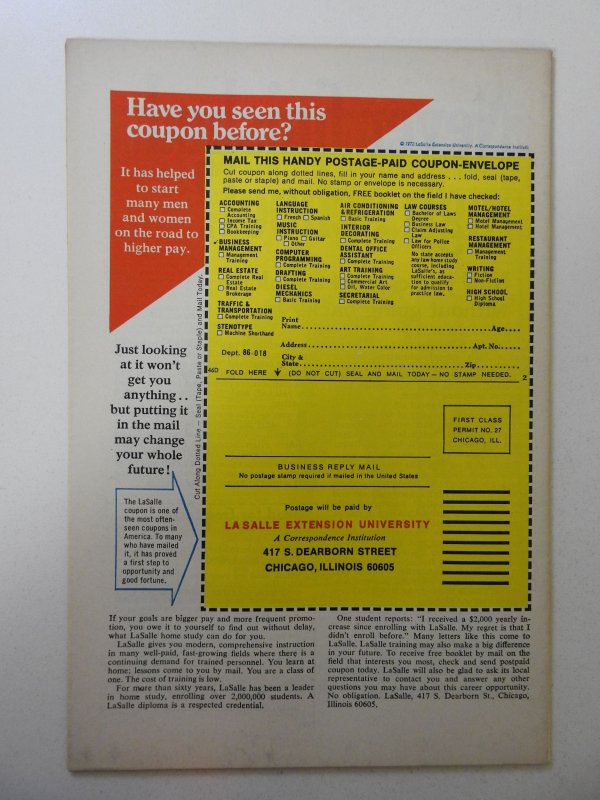 Have you seen this
coupon before?
© 1972 LaSalle Extension University, A Correspondence Institution
It has helped
to start
many men
and women
on the road to
higher pay.
Just looking
at it won't
get you
anything..
but putting it
in the mail
may change
your whole
future!
The LaSalle
coupon is one of
the most often-
seen coupons in
America. To many
who have mailed
it, it has proved
a first step to
opportunity and
good fortune.
Cut Along Dotted Line — Seal (Tape, Paste or Staple) and Mail Today.
MAIL THIS HANDY POSTAGE-PAID COUPON-ENVELOPE
Cut coupon along dotted lines, fill in your name and address . . . fold, seal (tape,
paste or staple) and mail. No stamp or envelope is necessary.
Please send me, without obligation, FREE booklet on the field I have checked:
ACCOUNTING
Complete
Accounting
Income Tax
CPA Training
Bookkeeping
BUSINESS
MANAGEMENT
Management
Training
REAL ESTATE
Complete Real
Estate
Real Estate
Brokerage
TRAFFIC &
TRANSPORTATION
Complete Training
STENOTYPE
Machine Shorthand
LANGUAGE
INSTRUCTION
French Spanish
MUSIC
INSTRUCTION
Piano Guitar
Other
COMPUTER
PROGRAMMING
Complete Training
DRAFTING
Complete Training
DIESEL
MECHANICS
Basic Training
AIR CONDITIONING
& REFRIGERATION
Basic Training
INTERIOR
DECORATING
Complete Training
DENTAL OFFICE
ASSISTANT
Complete Training
ART TRAINING
Complete Training
Commercial Art
Oil, Water Color
SECRETARIAL
Complete Training
LAW COURSES
Bachelor of Laws
Degree
Business Law
Claim Adjusting
Law
Law for Police
Officers
No state accepts
any law home study
course, including
LaSalle's, as
sufficient educa-
tion to qualify
for admission to
practice law.
MOTEL/HOTEL
MANAGEMENT
Motel Management
Hotel Management
RESTAURANT
MANAGEMENT
Management
Training
WRITING
Fiction
Non-Fiction
HIGH SCHOOL
High School
Diploma
Print
Name Age
Address Apt. No.
Dept. 86-018
City &
State Zip
46D FOLD HERE (DO NOT CUT) SEAL AND MAIL TODAY — NO STAMP NEEDED. 2
FIRST CLASS
PERMIT NO. 27
CHICAGO, ILL.
BUSINESS REPLY MAIL
No postage stamp required if mailed in the United States
Postage will be paid by
LA SALLE EXTENSION UNIVERSITY
A Correspondence Institution
417 S. DEARBORN STREET
CHICAGO, ILLINOIS 60605
If your goals are bigger pay and more frequent promo-
tion, you owe it to yourself to find out without delay,
what LaSalle home study can do for you.
LaSalle gives you modern, comprehensive instruction
in many well-paid, fast-growing fields where there is a
continuing demand for trained personnel. You learn at
home; lessons come to you by mail. You are a class of
one. The cost of training is low.
For more than sixty years, LaSalle has been a leader
in home study, enrolling over 2,000,000 students. A
LaSalle diploma is a respected credential.
One student reports: "I received a $2,000 yearly in-
crease since enrolling with LaSalle. My regret is that I
didn't enroll before." Many letters like this come to
LaSalle. LaSalle training may also make a big difference
in your future. To receive free booklet by mail on the
field that interests you most, check and send postpaid
coupon today. LaSalle will also be glad to ask its local
representative to contact you and answer any other
questions you may have about this career opportunity.
No obligation. LaSalle, 417 S. Dearborn St., Chicago,
Illinois 60605.